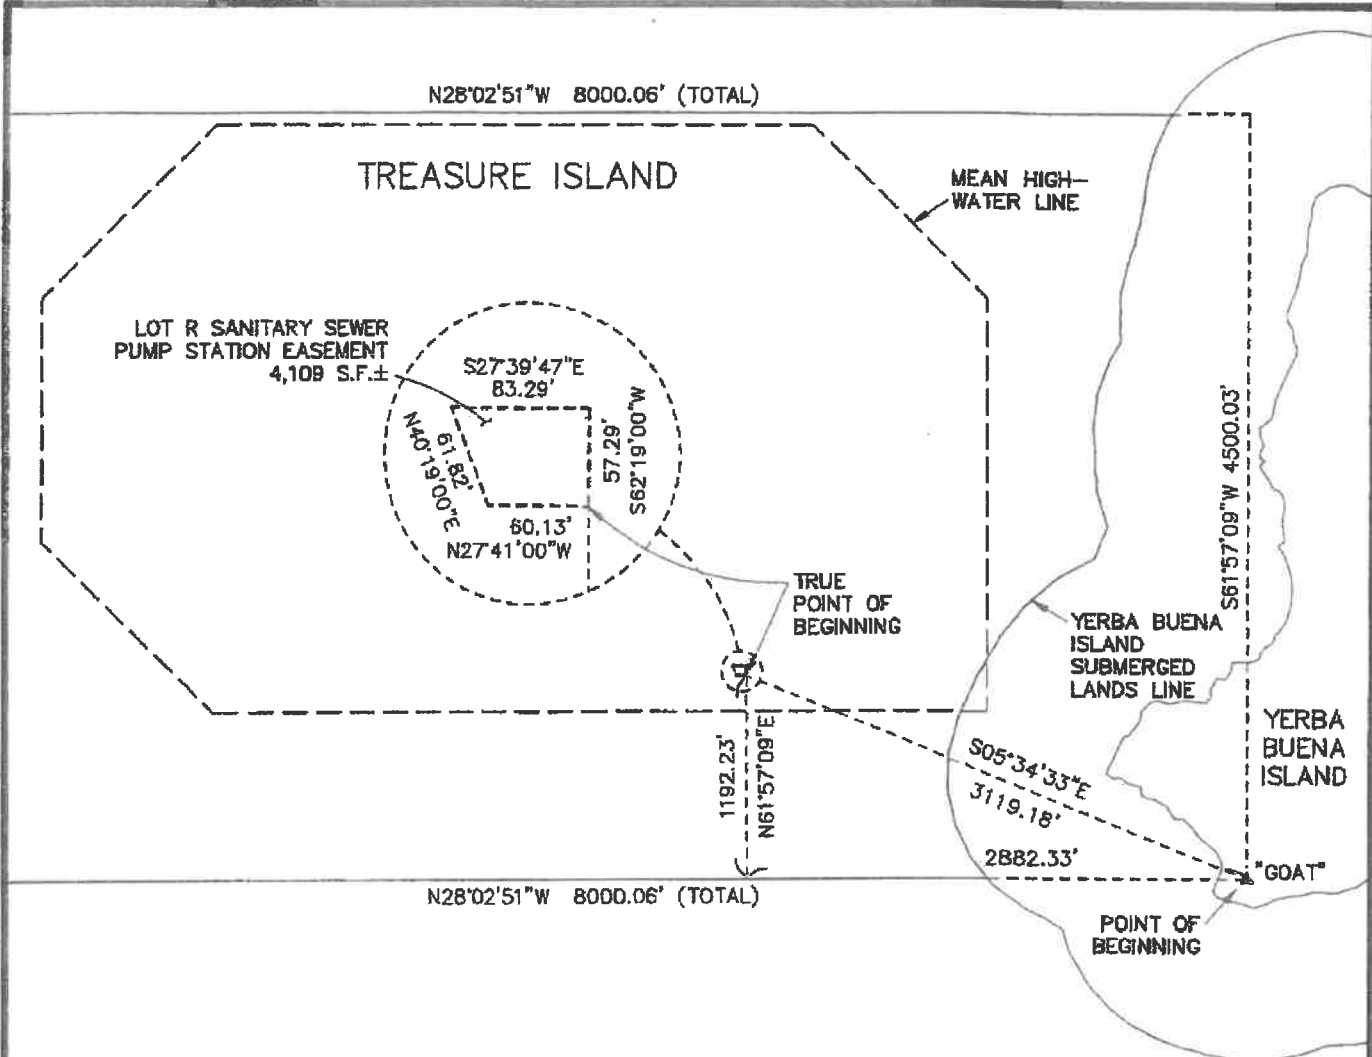 N28°02'51"W 8000.06' (TOTAL)
TREASURE ISLAND
MEAN HIGH-
WATER LINE
LOT R SANITARY SEWER
PUMP STATION EASEMENT
4,109 S.F.±
S27°39'47"E
83.29'
57.29'
S62°19'00"W
61.82'
N40°19'00"E
60.13'
N27°41'00"W
TRUE
POINT OF
BEGINNING
S61°57'09"W 4500.03'
YERBA BUENA
ISLAND
SUBMERGED
LANDS LINE
YERBA
BUENA
ISLAND
1192.23'
N61°57'09"E
S05°34'33"E
3119.18'
2882.33'
"GOAT"
N28°02'51"W 8000.06' (TOTAL)
POINT OF
BEGINNING